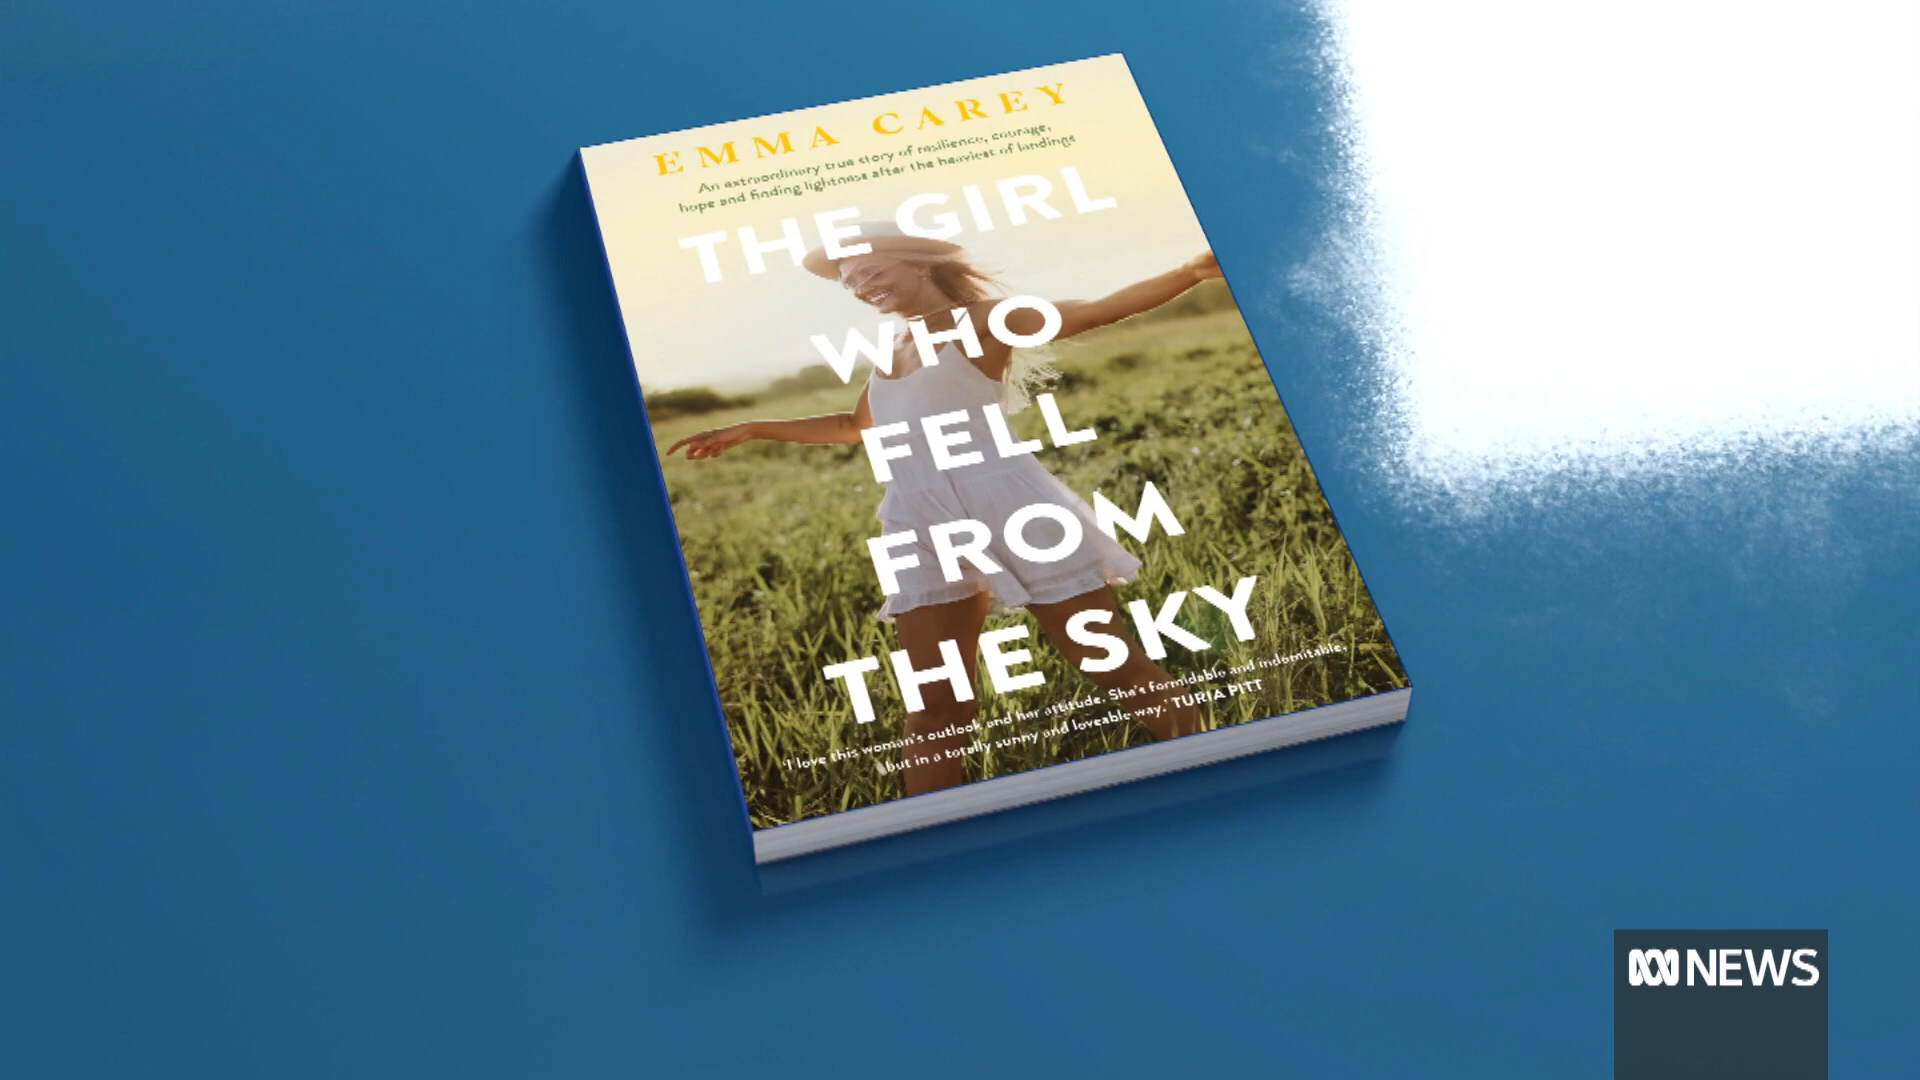 EMMA CAREY
An extraordinary true story of resilience, courage,
hope and finding lightness after the heaviest of landings
THE GIRL
WHO
FELL
FROM
THE SKY
'I love this woman's outlook and her attitude. She's formidable and indomitable,
but in a totally sunny and loveable way.' TURIA PITT
NEWS